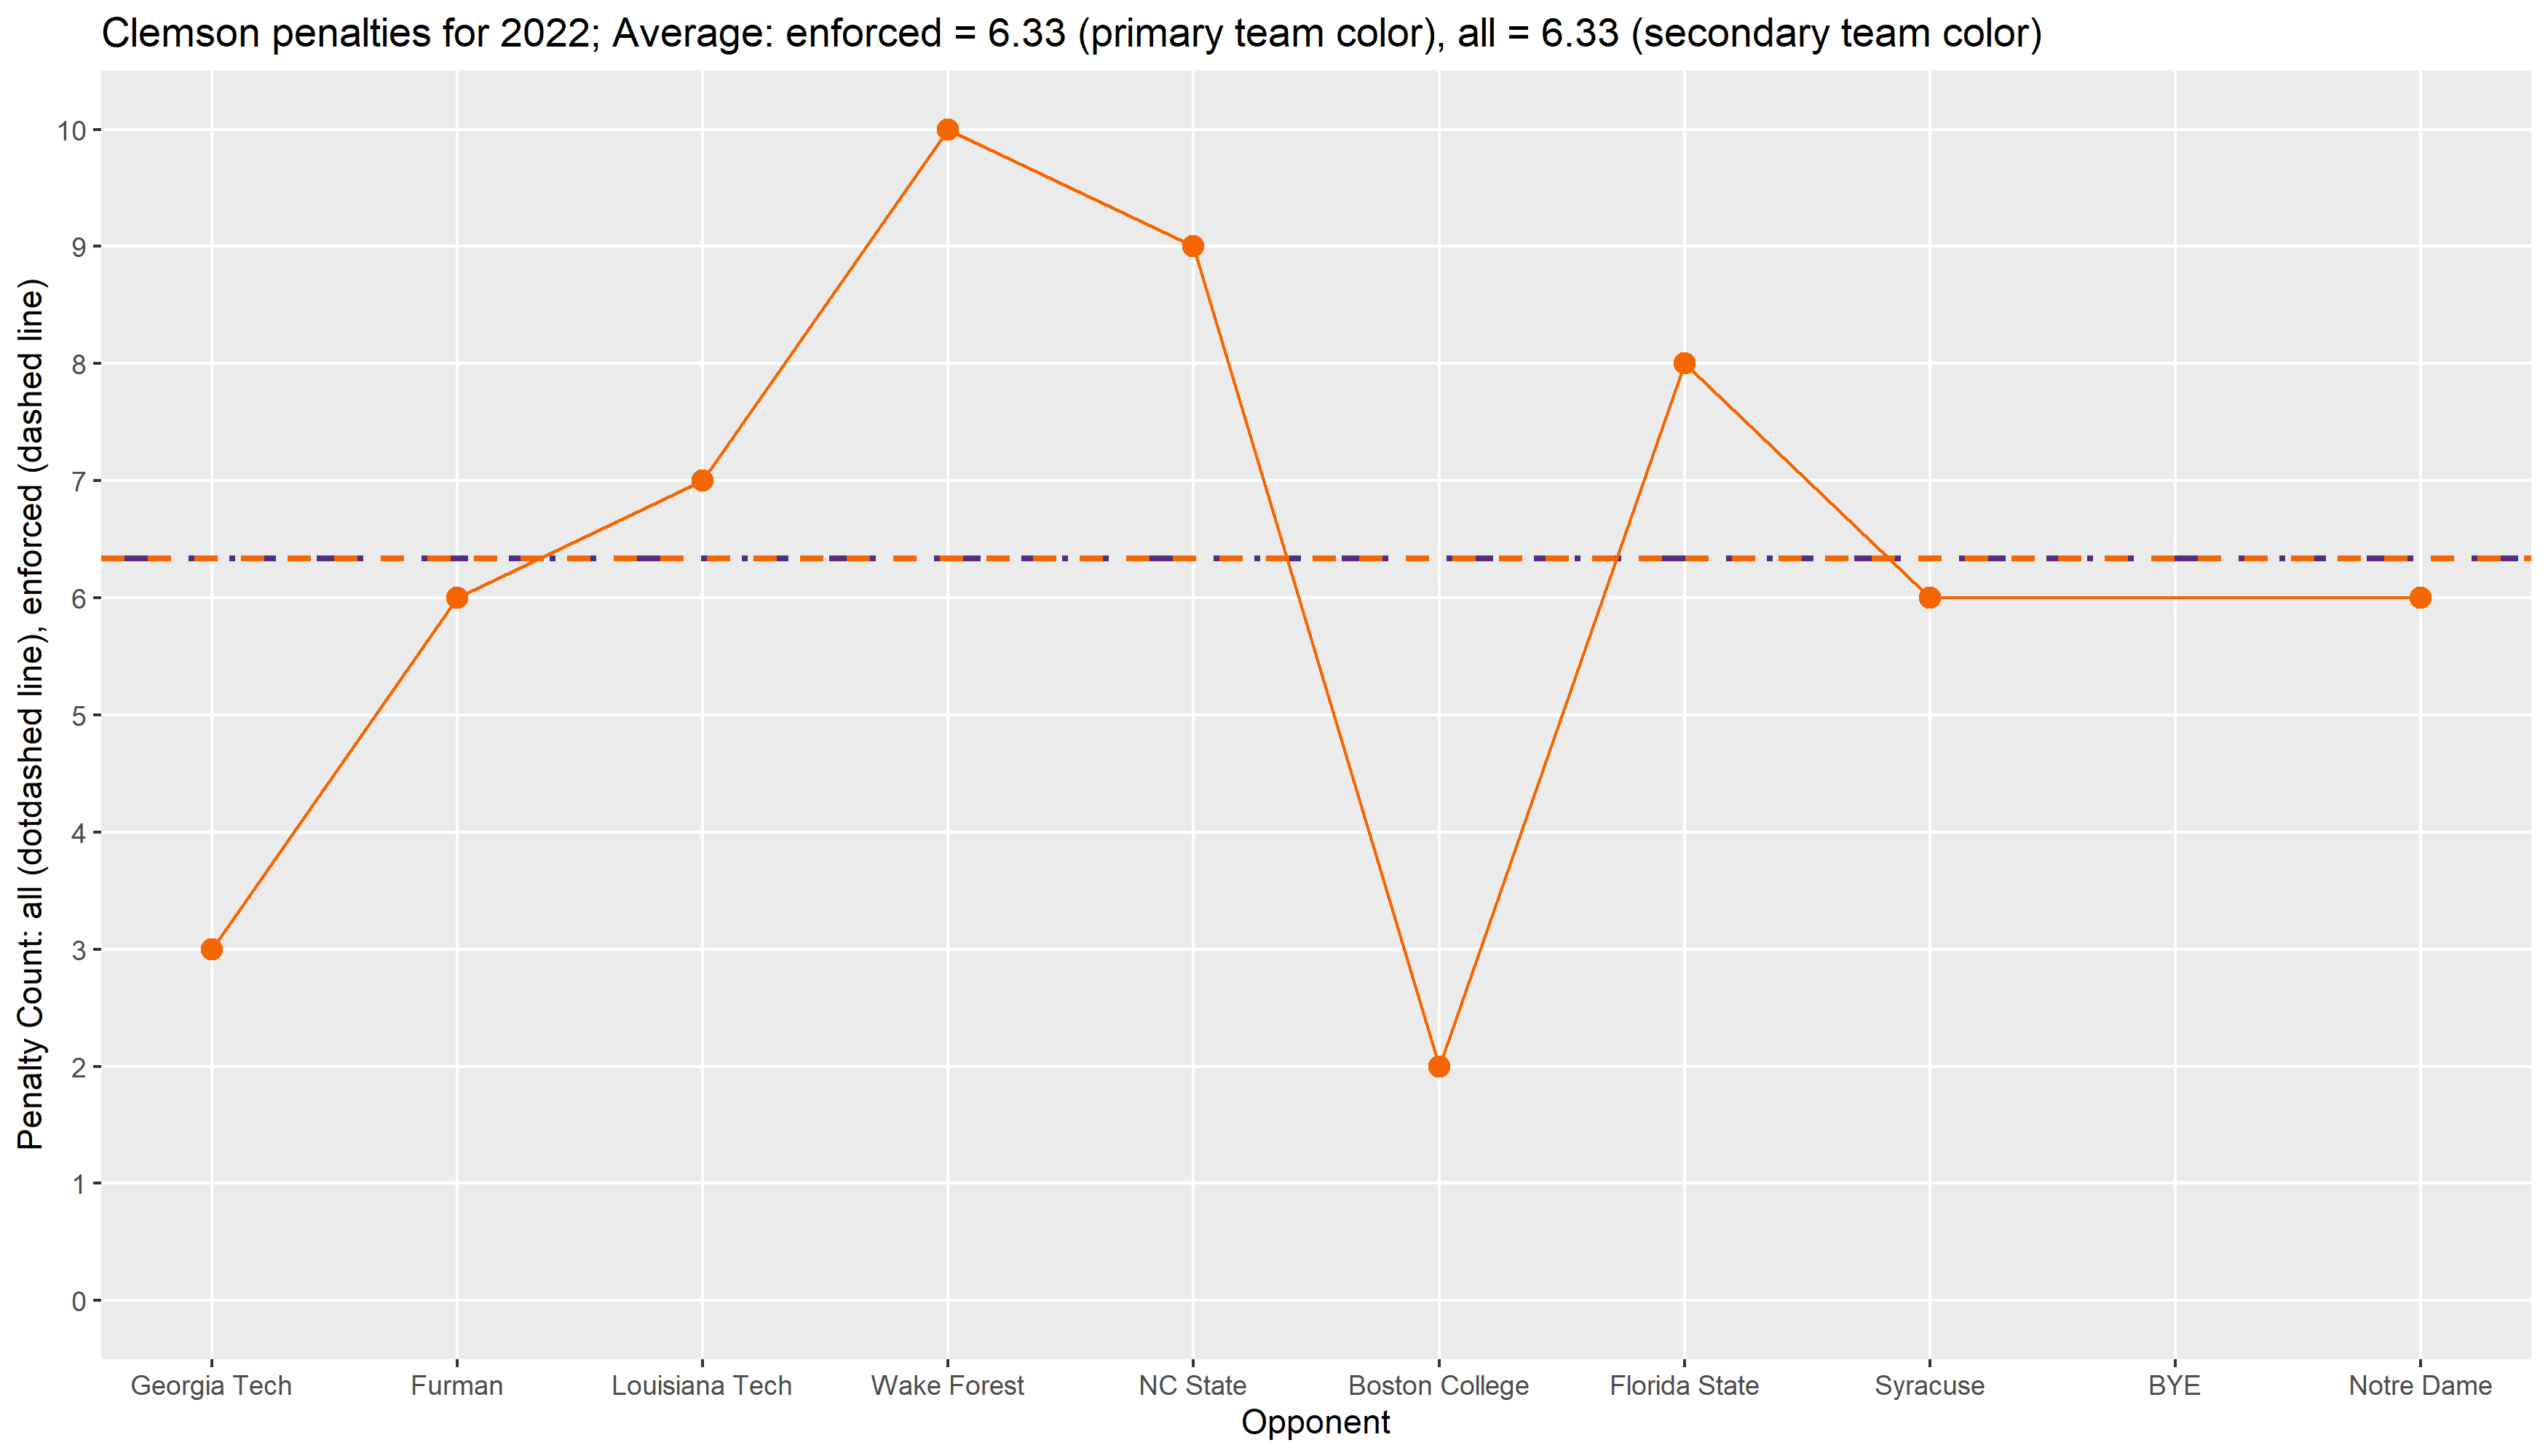 Clemson penalties for 2022; Average: enforced = 6.33 (primary team color), all = 6.33 (secondary team color)
Penalty Count: all (dotdashed line), enforced (dashed line)
10
9
8
7
6
5
4
3
2
1
0
Georgia Tech Furman Louisiana Tech Wake Forest NC State Boston College Florida State Syracuse BYE Notre Dame
Opponent